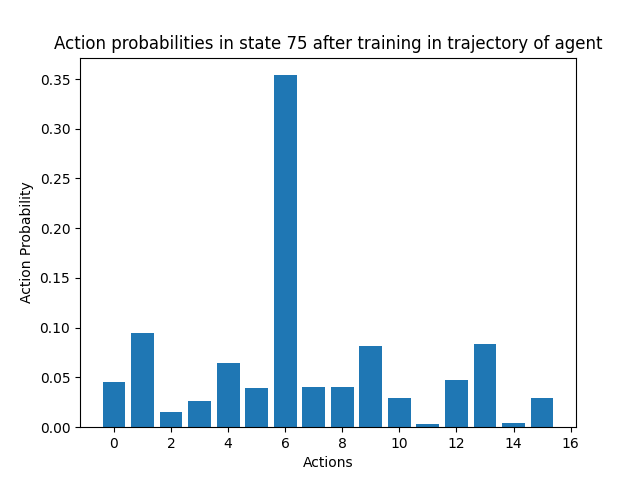 Action probabilities in state 75 after training in trajectory of agent
0.35
0.30
0.25
0.20
0.15
0.10
0.05
0.00
Action Probability
0 2 4 6 8 10 12 14 16
Actions